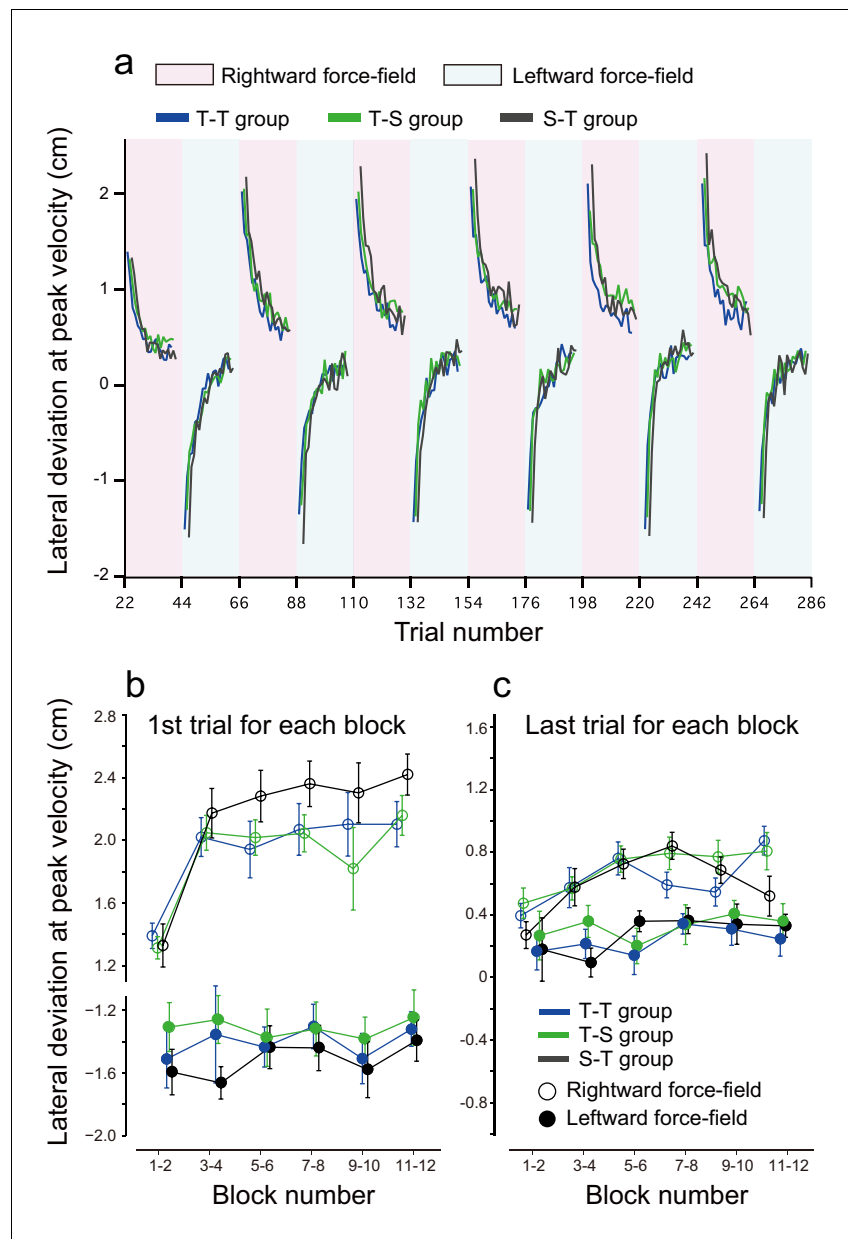 a
Rightward force-field
Leftward force-field
T-T group
T-S group
S-T group
Lateral deviation at peak velocity (cm)
2
1
0
-1
-2
22 44 66 88 110 132 154 176 198 220 242 264 286
Trial number
b
1st trial for each block
Lateral deviation at peak velocity (cm)
2.8
2.4
2.0
1.6
1.2
−1.2
−1.6
−2.0
1-2 3-4 5-6 7-8 9-10 11-12
Block number
c
Last trial for each block
1.6
1.2
0.8
0.4
0
-0.4
-0.8
T-T group
T-S group
S-T group
Rightward force-field
Leftward force-field
1-2 3-4 5-6 7-8 9-10 11-12
Block number